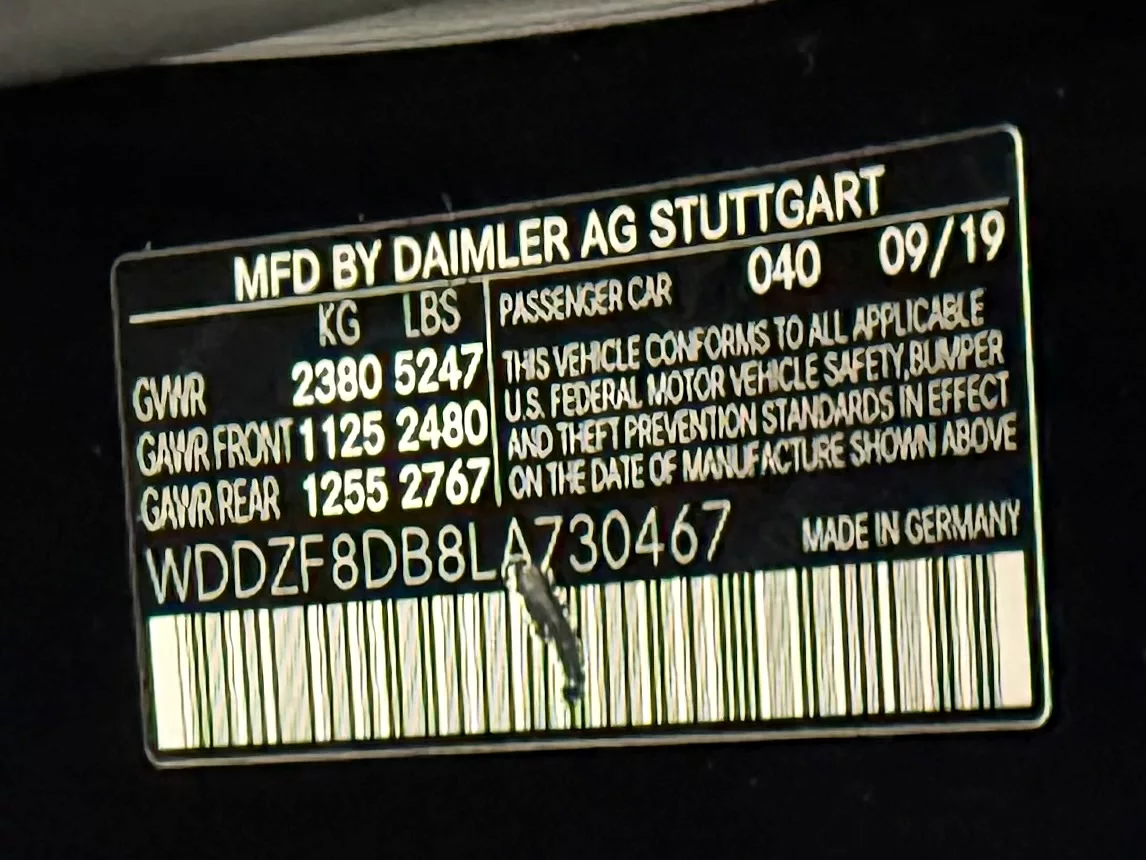 MFD BY DAIMLER AG STUTTGART
KG LBS
GVWR 2380 5247
GAWR FRONT 1125 2480
GAWR REAR 1255 2767
PASSENGER CAR 040 09/19
THIS VEHICLE CONFORMS TO ALL APPLICABLE
U.S. FEDERAL MOTOR VEHICLE SAFETY,BUMPER
AND THEFT PREVENTION STANDARDS IN EFFECT
ON THE DATE OF MANUFACTURE SHOWN ABOVE
WDDZF8DB8LA730467 MADE IN GERMANY